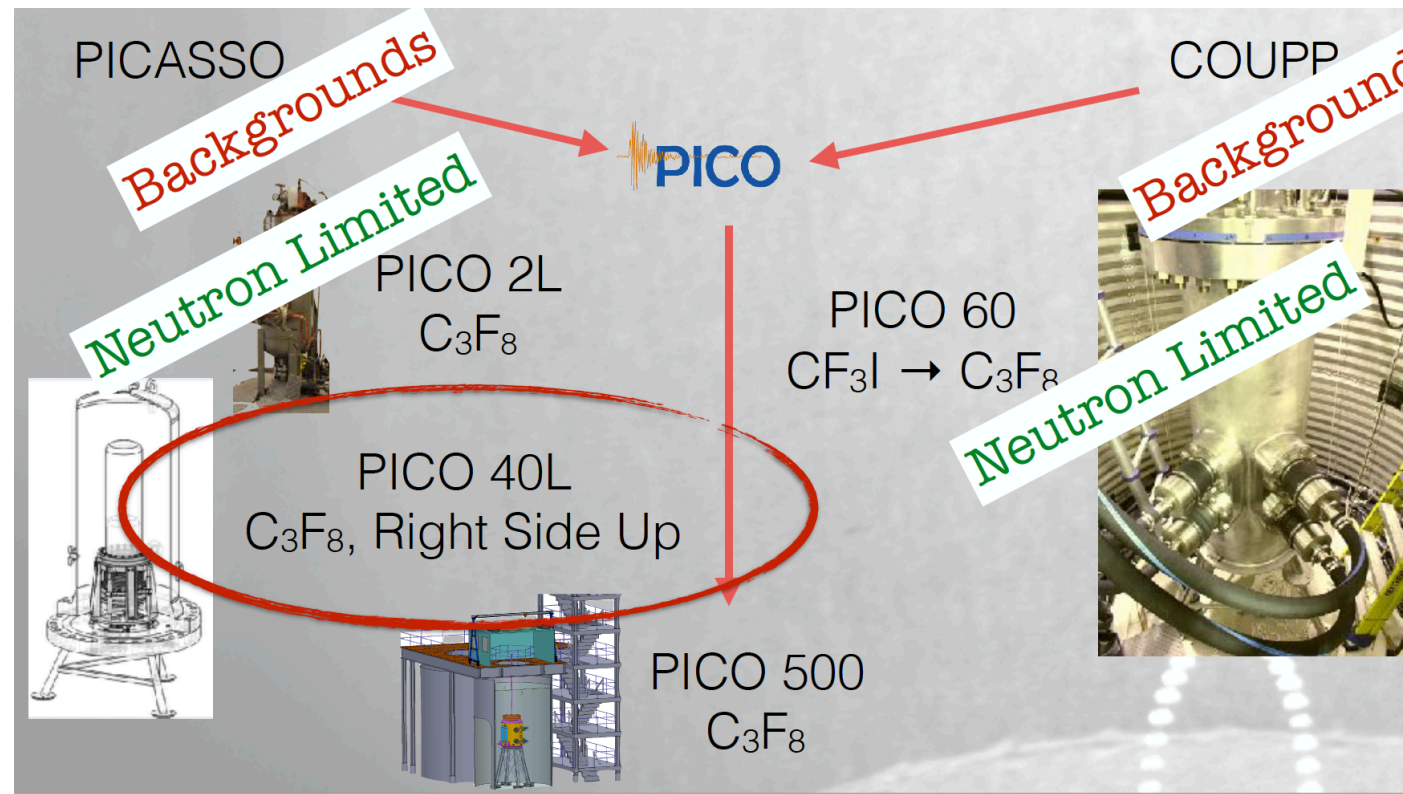 PICASSO
COUPP
Backgrounds
Background
PICO
Neutron Limited
PICO 2L
C₃F₈
PICO 60
CF₃I → C₃F₈
Neutron Limited
PICO 40L
C₃F₈, Right Side Up
PICO 500
C₃F₈